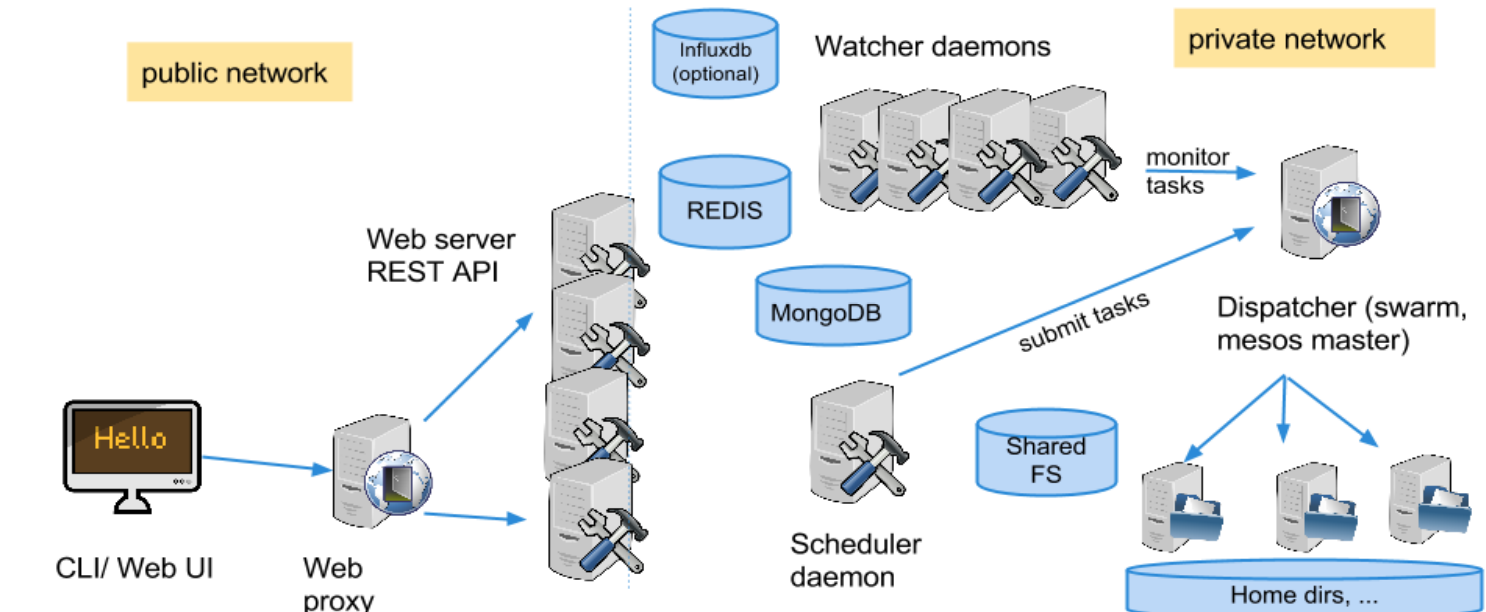 public network
Influxdb
(optional)
Watcher daemons
private network
monitor
tasks
REDIS
Web server
REST API
MongoDB
submit tasks
Dispatcher (swarm,
mesos master)
Hello
Shared
FS
CLI/ Web UI
Web
proxy
Scheduler
daemon
Home dirs, ...